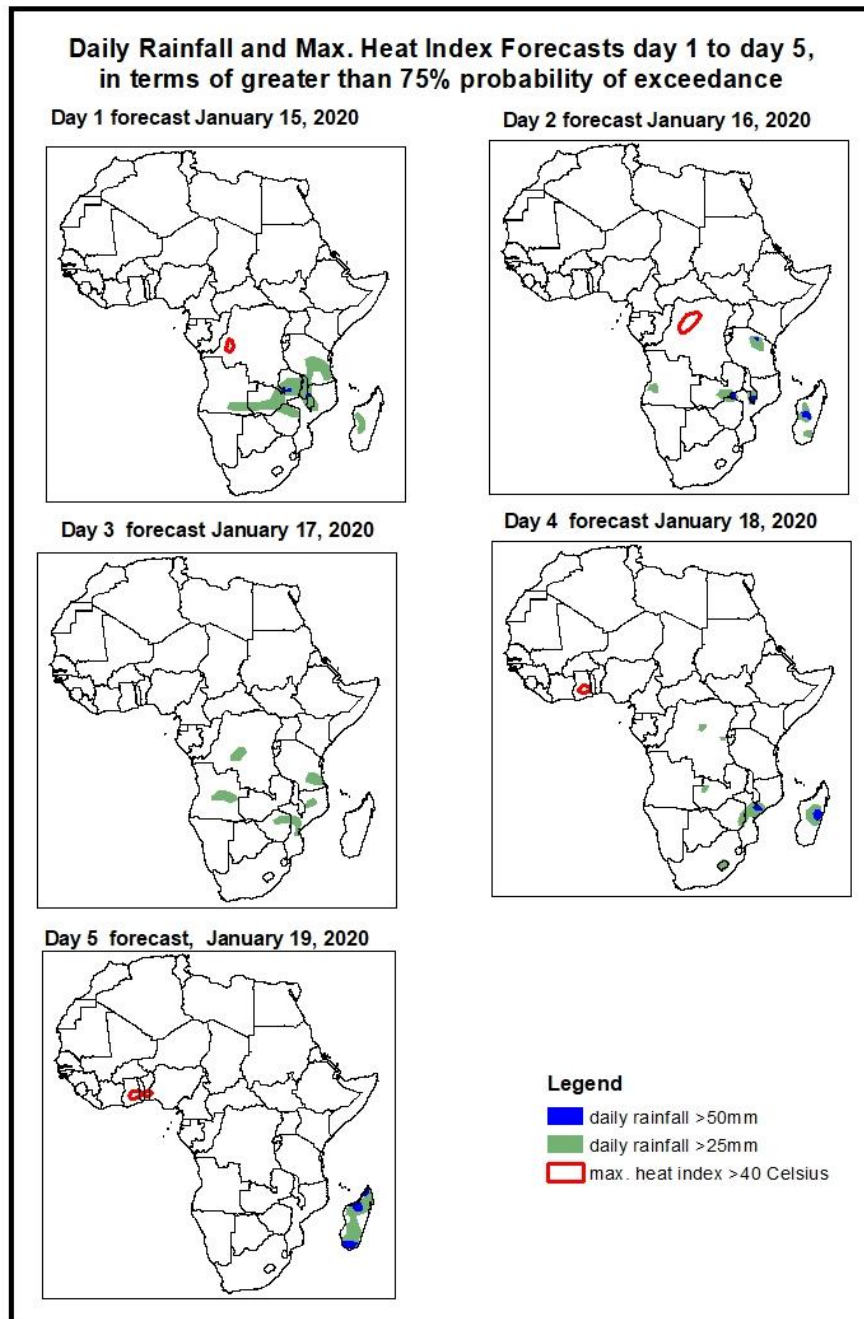 Daily Rainfall and Max. Heat Index Forecasts day 1 to day 5,
in terms of greater than 75% probability of exceedance
Day 1 forecast January 15, 2020
Day 2 forecast January 16, 2020
Day 3 forecast January 17, 2020
Day 4 forecast January 18, 2020
Day 5 forecast, January 19, 2020
Legend
daily rainfall >50mm
daily rainfall >25mm
max. heat index >40 Celsius